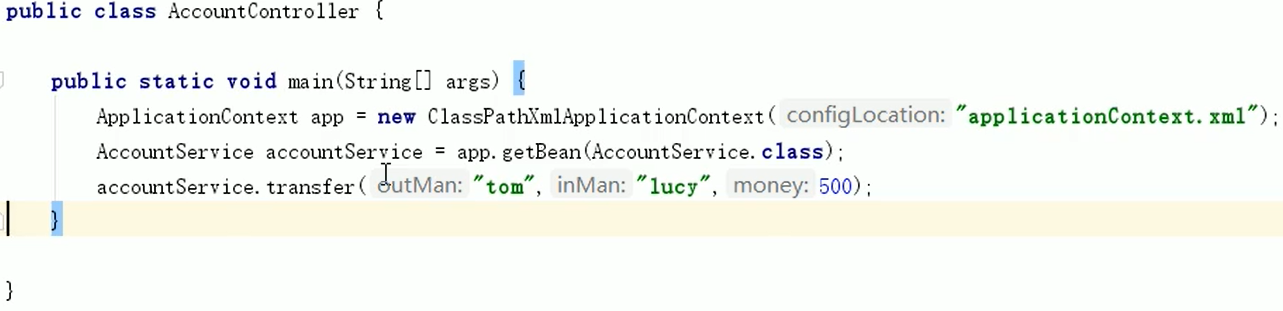 public class AccountController {
public static void main(String[] args) {
ApplicationContext app = new ClassPathXmlApplicationContext( configLocation: "applicationContext.xml");
AccountService accountService = app.getBean(AccountService.class);
accountService.transfer( outMan: "tom", inMan: "lucy", money: 500);
}
}